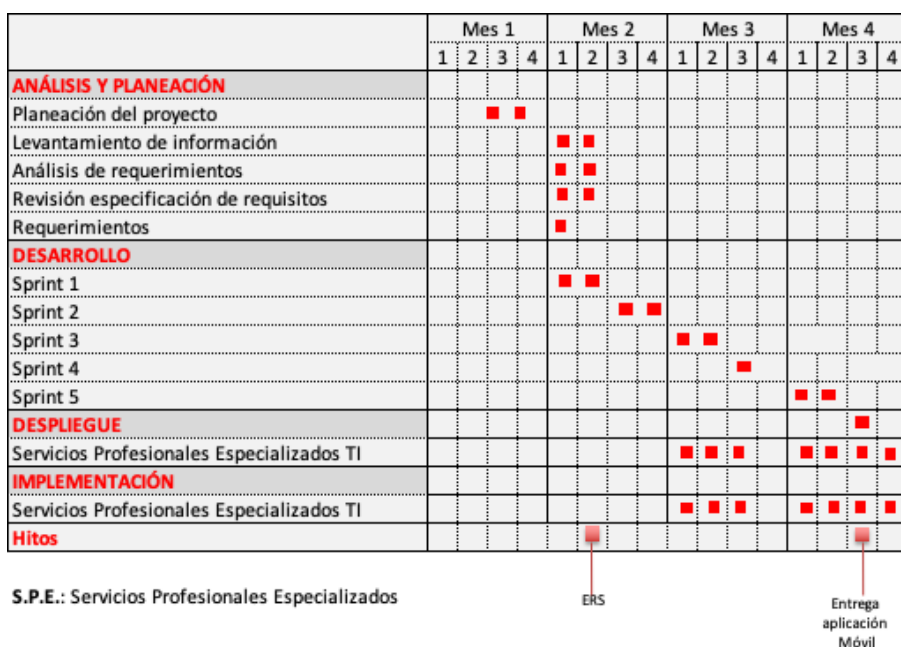 Mes 1 Mes 2 Mes 3 Mes 4
1 2 3 4 1 2 3 4 1 2 3 4 1 2 3 4
ANÁLISIS Y PLANEACIÓN
Planeación del proyecto
Levantamiento de información
Análisis de requerimientos
Revisión especificación de requisitos
Requerimientos
DESARROLLO
Sprint 1
Sprint 2
Sprint 3
Sprint 4
Sprint 5
DESPLIEGUE
Servicios Profesionales Especializados TI
IMPLEMENTACIÓN
Servicios Profesionales Especializados TI
Hitos
S.P.E.: Servicios Profesionales Especializados
ERS
Entrega
aplicación
Móvil